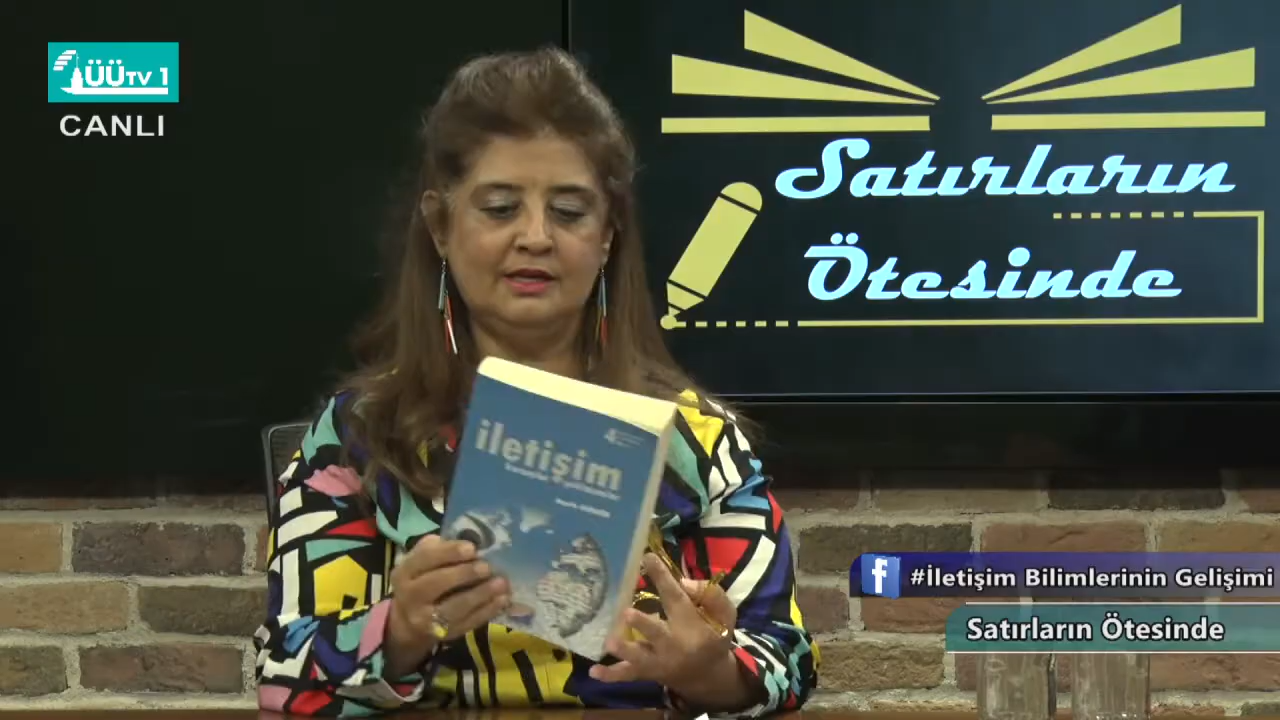 ÜÜTV 1
CANLI
Satırların
Ötesinde
iletişim
#İletişim Bilimlerinin Gelişimi
Satırların Ötesinde